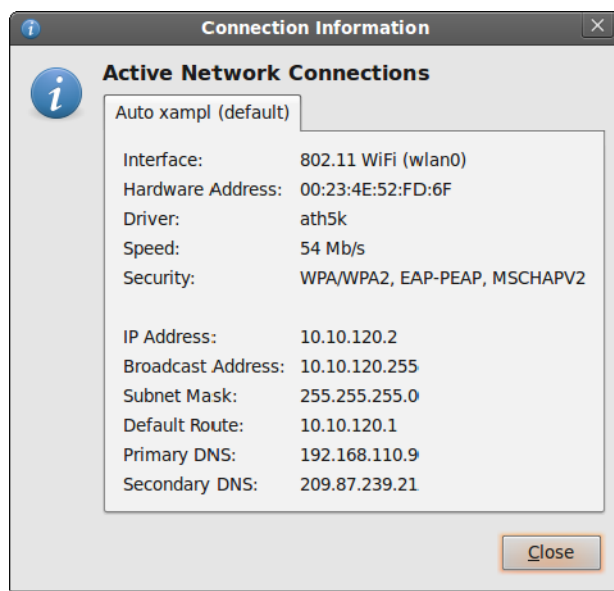 Connection Information
Active Network Connections
Auto xampl (default)
Interface: 802.11 WiFi (wlan0)
Hardware Address: 00:23:4E:52:FD:6F
Driver: ath5k
Speed: 54 Mb/s
Security: WPA/WPA2, EAP-PEAP, MSCHAPV2
IP Address: 10.10.120.2
Broadcast Address: 10.10.120.255
Subnet Mask: 255.255.255.0
Default Route: 10.10.120.1
Primary DNS: 192.168.110.9
Secondary DNS: 209.87.239.21
Close